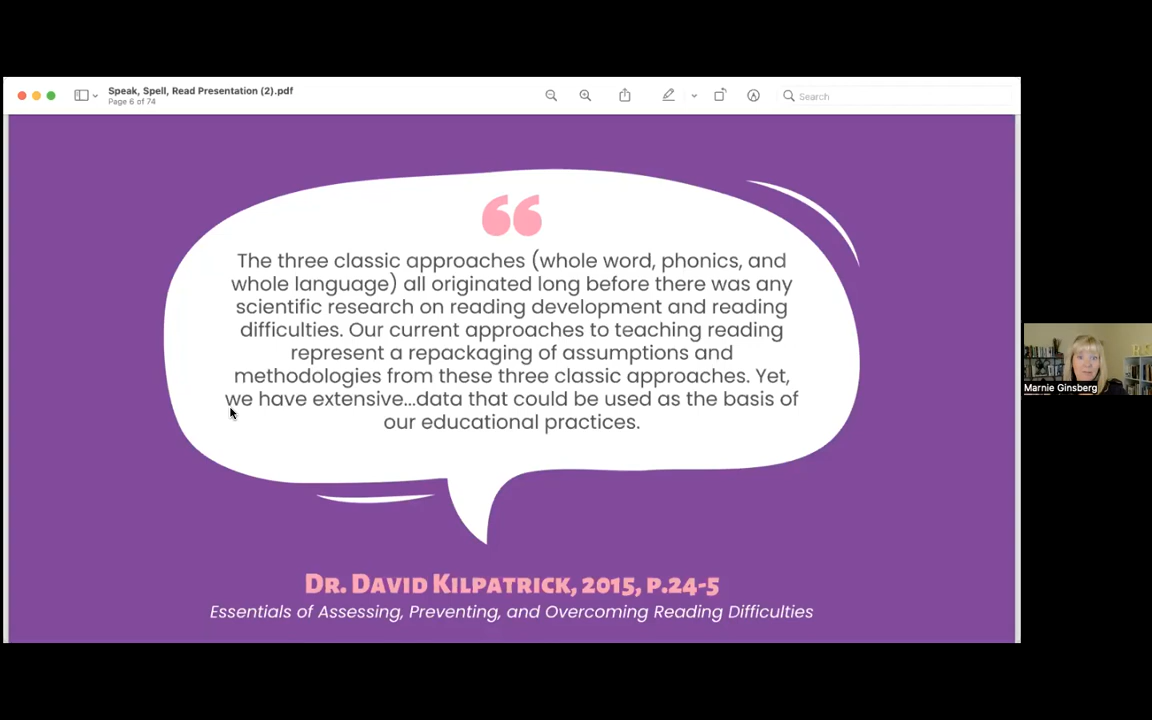 Speak, Spell, Read Presentation (2).pdf
Page 6 of 74
Search
“
The three classic approaches (whole word, phonics, and
whole language) all originated long before there was any
scientific research on reading development and reading
difficulties. Our current approaches to teaching reading
represent a repackaging of assumptions and
methodologies from these three classic approaches. Yet,
we have extensive...data that could be used as the basis of
our educational practices.
Dr. David Kilpatrick, 2015, p.24-5
Essentials of Assessing, Preventing, and Overcoming Reading Difficulties
Marnie Ginsberg